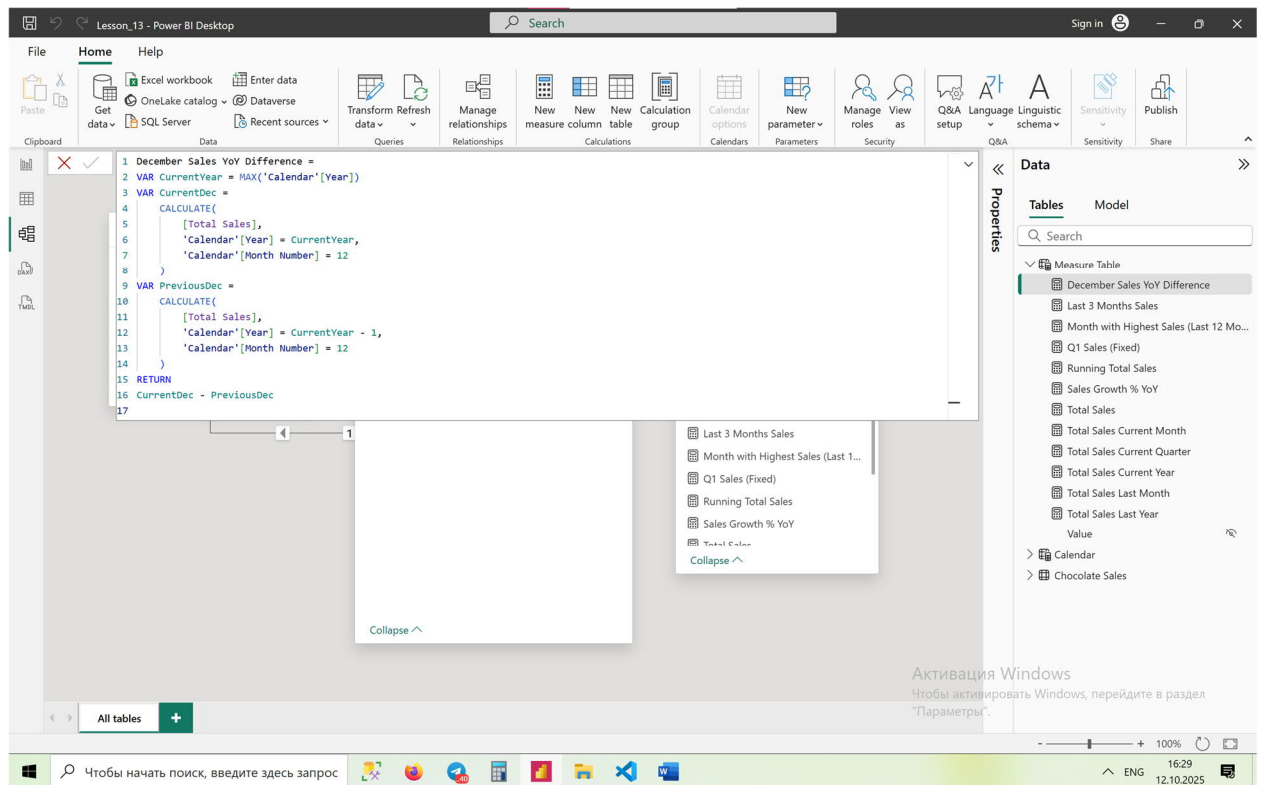 Lesson_13 - Power BI Desktop
Search
Sign in
File
Home
Help
Paste
Clipboard
Get data
Excel workbook
OneLake catalog
SQL Server
Enter data
Dataverse
Recent sources
Data
Transform data
Refresh
Queries
Manage relationships
Relationships
New measure
New column
New table
Calculation group
Calculations
Calendar options
Calendars
New parameter
Parameters
Manage roles
View as
Security
Q&A setup
Language
Linguistic schema
Q&A
Sensitivity
Sensitivity
Publish
Share
1 December Sales YoY Difference =
2 VAR CurrentYear = MAX('Calendar'[Year])
3 VAR CurrentDec =
4 CALCULATE(
5 [Total Sales],
6 'Calendar'[Year] = CurrentYear,
7 'Calendar'[Month Number] = 12
8 )
9 VAR PreviousDec =
10 CALCULATE(
11 [Total Sales],
12 'Calendar'[Year] = CurrentYear - 1,
13 'Calendar'[Month Number] = 12
14 )
15 RETURN
16 CurrentDec - PreviousDec
17
DAX
TMDL
1
Last 3 Months Sales
Month with Highest Sales (Last 1...
Q1 Sales (Fixed)
Running Total Sales
Sales Growth % YoY
Total Sales
Collapse
Collapse
Properties
Data
Tables
Model
Search
Measure Table
December Sales YoY Difference
Last 3 Months Sales
Month with Highest Sales (Last 12 Mo...
Q1 Sales (Fixed)
Running Total Sales
Sales Growth % YoY
Total Sales
Total Sales Current Month
Total Sales Current Quarter
Total Sales Current Year
Total Sales Last Month
Total Sales Last Year
Value
Calendar
Chocolate Sales
Активация Windows
Чтобы активировать Windows, перейдите в раздел
"Параметры".
All tables
+
- + 100%
Чтобы начать поиск, введите здесь запрос
ENG
16:29
12.10.2025